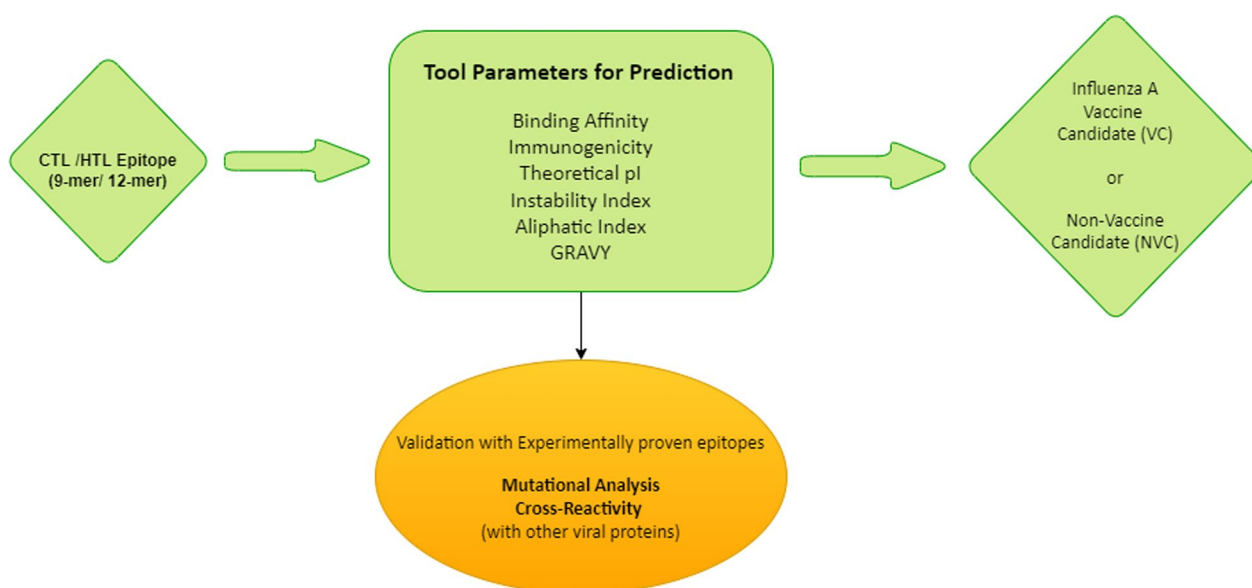 CTL /HTL Epitope
(9-mer/ 12-mer)
Tool Parameters for Prediction
Binding Affinity
Immunogenicity
Theoretical pI
Instability Index
Aliphatic Index
GRAVY
Influenza A
Vaccine
Candidate (VC)
or
Non-Vaccine
Candidate (NVC)
Validation with Experimentally proven epitopes
Mutational Analysis
Cross-Reactivity
(with other viral proteins)